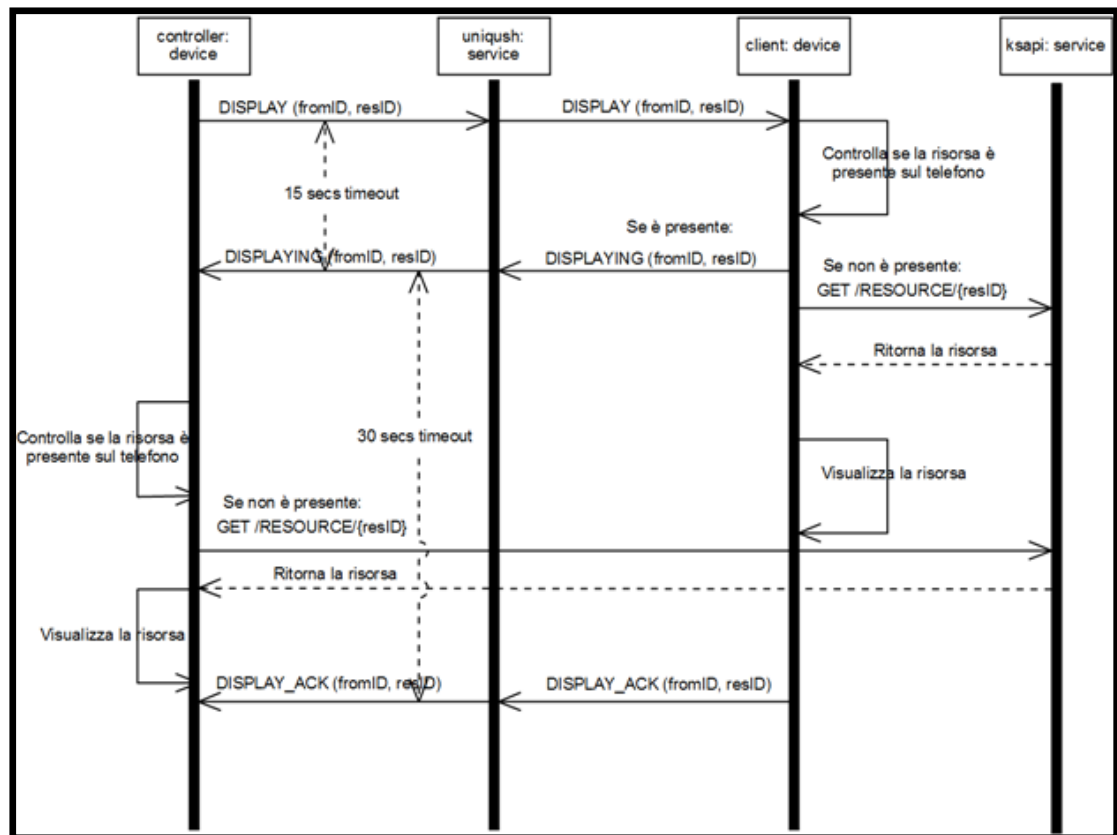 controller:
device
uniqush:
service
client: device
ksapi: service
DISPLAY (fromID, resID)
DISPLAY (fromID, resID)
Controlla se la risorsa è
presente sul telefono
15 secs timeout
Se è presente:
DISPLAYING (fromID, resID)
DISPLAYING (fromID, resID)
Se non è presente:
GET /RESOURCE/{resID}
Ritorna la risorsa
Controlla se la risorsa è
presente sul telefono
30 secs timeout
Visualizza la risorsa
Se non è presente:
GET /RESOURCE/{resID}
Ritorna la risorsa
Visualizza la risorsa
DISPLAY_ACK (fromID, resID)
DISPLAY_ACK (fromID, resID)